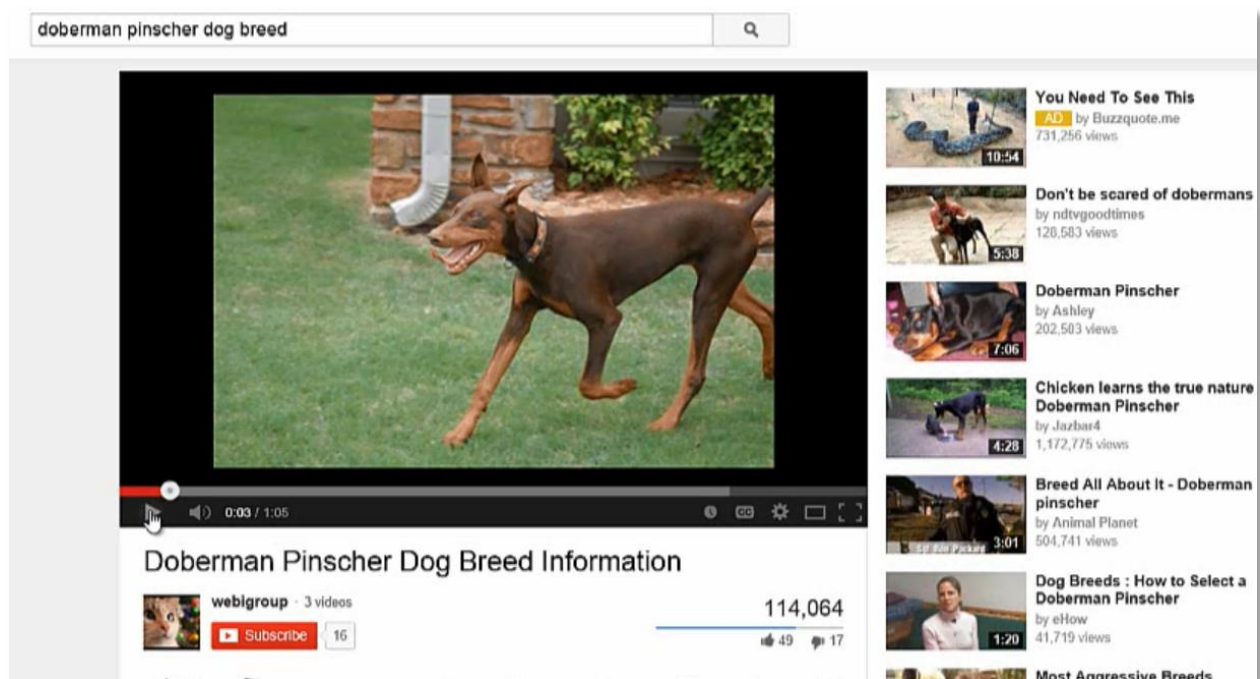 doberman pinscher dog breed
0:03 / 1:05
CC
Doberman Pinscher Dog Breed Information
webigroup · 3 videos
Subscribe 16
114,064
49 17
10:54
You Need To See This
AD by Buzzquote.me
731,256 views
5:38
Don't be scared of dobermans
by ndtvgoodtimes
128,583 views
7:06
Doberman Pinscher
by Ashley
202,503 views
4:28
Chicken learns the true nature
Doberman Pinscher
by Jazbar4
1,172,775 views
3:01
Breed All About It - Doberman
pinscher
by Animal Planet
504,741 views
1:20
Dog Breeds : How to Select a
Doberman Pinscher
by eHow
41,719 views
Most Aggressive Breeds